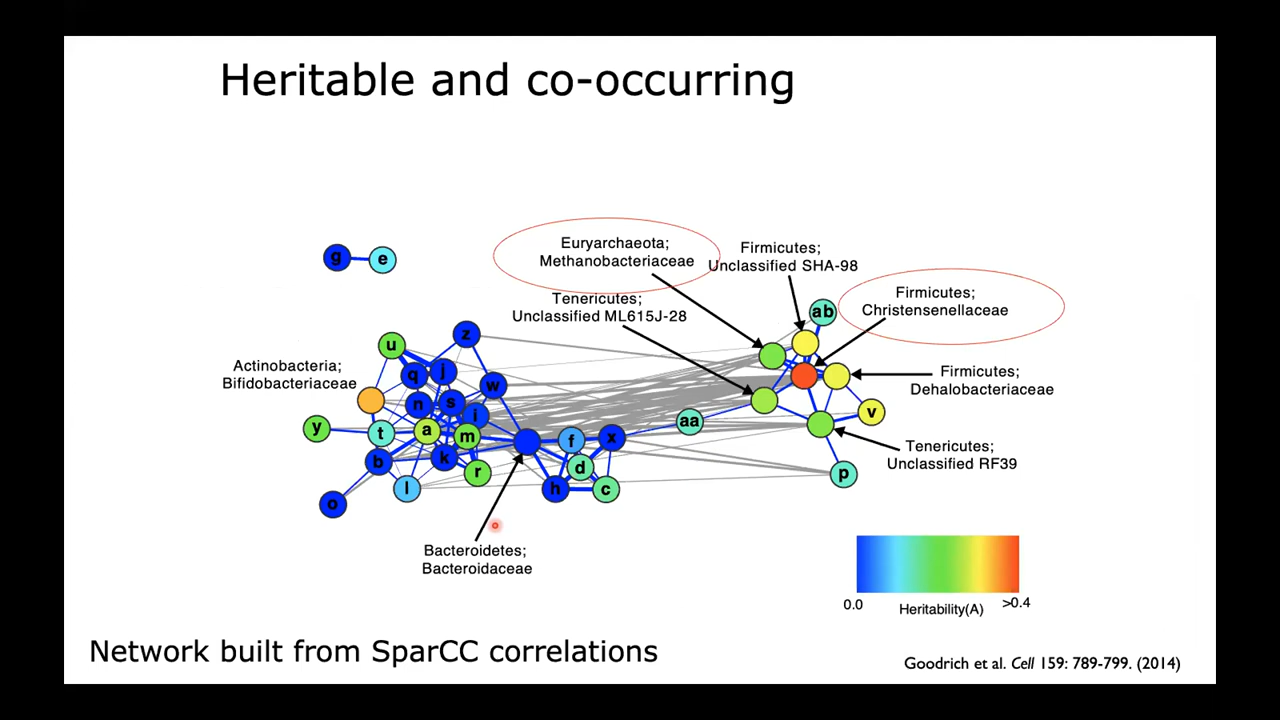 Heritable and co-occurring
Euryarchaeota;
Methanobacteriaceae
Firmicutes;
Unclassified SHA-98
Firmicutes;
Christensenellaceae
Tenericutes;
Unclassified ML615J-28
Actinobacteria;
Bifidobacteriaceae
Firmicutes;
Dehalobacteriaceae
Tenericutes;
Unclassified RF39
Bacteroidetes;
Bacteroidaceae
g
e
ab
z
u
q
j
w
n
s
i
y
t
a
m
b
k
r
l
o
f
x
d
h
c
aa
v
p
0.0
Heritability(A)
>0.4
Network built from SparCC correlations
Goodrich et al. Cell 159: 789-799. (2014)